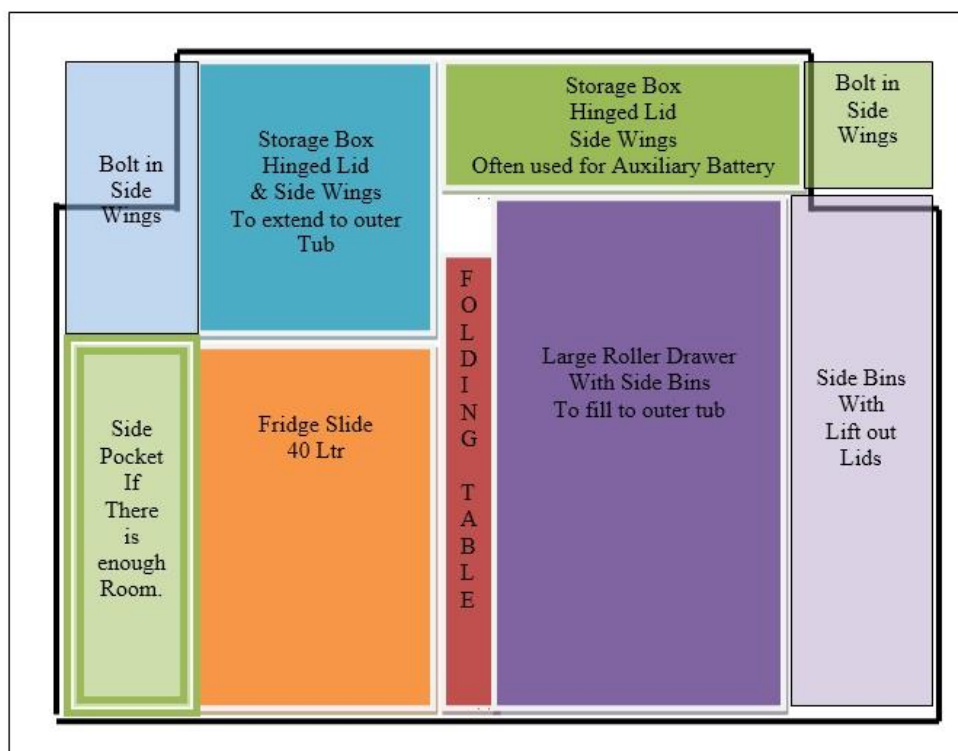 Bolt in
Side
Wings
Storage Box
Hinged Lid
& Side Wings
To extend to outer
Tub
Storage Box
Hinged Lid
Side Wings
Often used for Auxiliary Battery
Bolt in
Side
Wings
Side
Pocket
If
There
is
enough
Room.
Fridge Slide
40 Ltr
FOLDING TABLE
Large Roller Drawer
With Side Bins
To fill to outer tub
Side Bins
With
Lift out
Lids